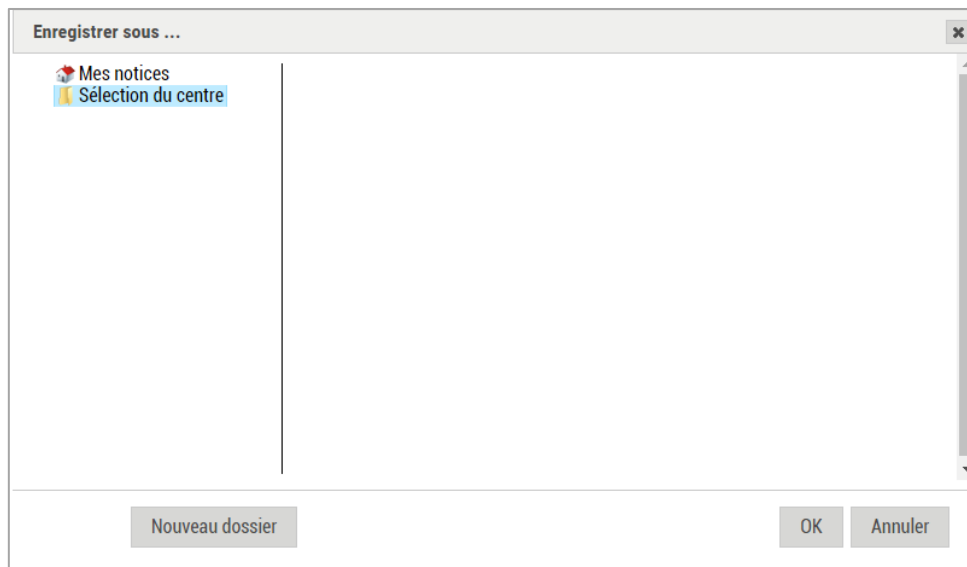 Enregistrer sous ...
Mes notices
Sélection du centre
Nouveau dossier
OK
Annuler